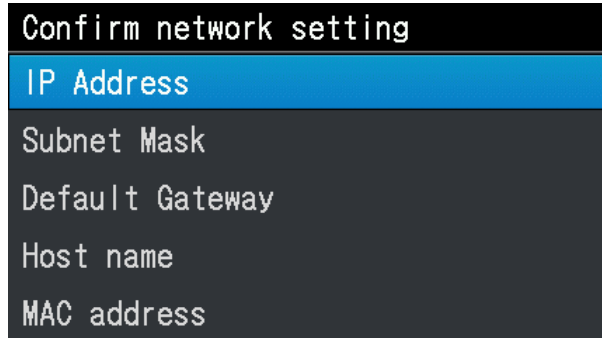 Confirm network setting
IP Address
Subnet Mask
Default Gateway
Host name
MAC address